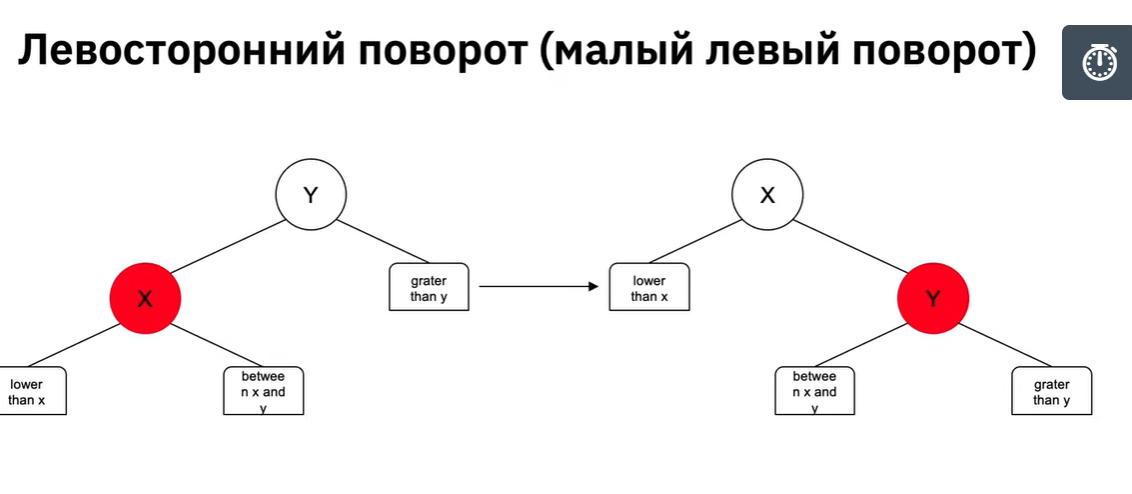 Левосторонний поворот (малый левый поворот)
Y
X
X
grater
than y
lower
than x
Y
lower
than x
betwee
n x and
y
betwee
n x and
y
grater
than y